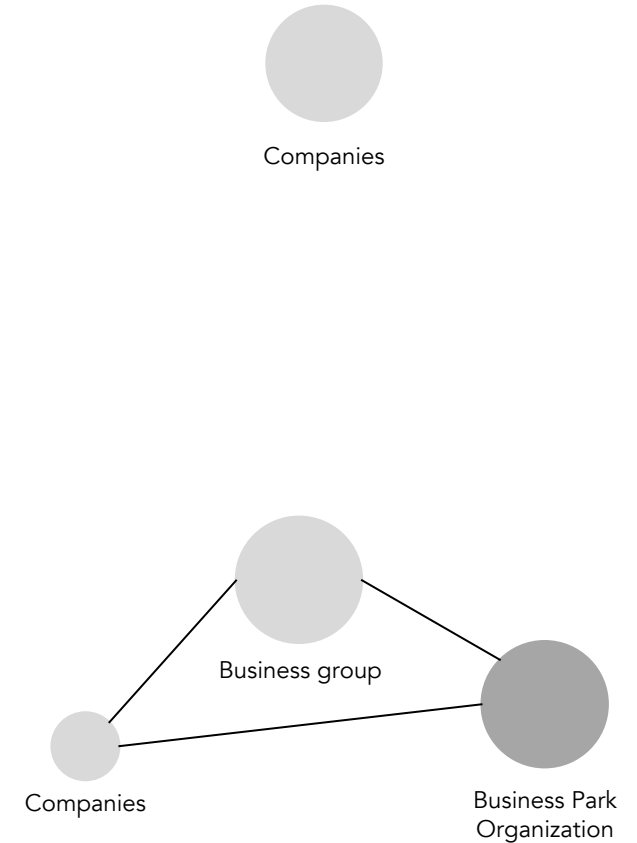 Companies
Business group
Companies
Business Park
Organization